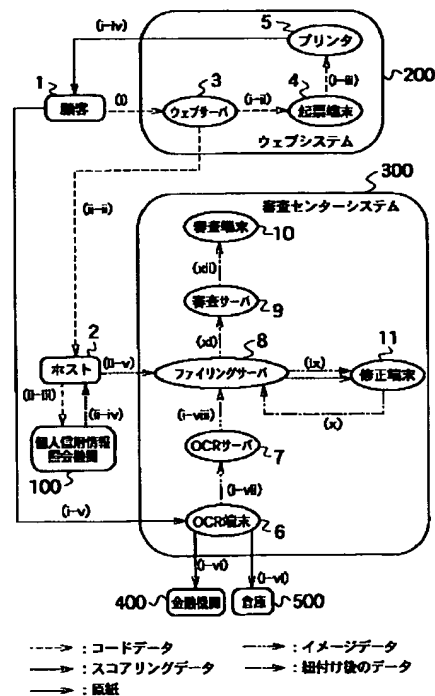 (i-iv)
5
プリンタ
200
1
3
(i-iii)
4
顧客
(i)
ウェブサーバ
(i-ii)
起票端末
ウェブシステム
300
審査センターシステム
審査端末
10
(ii-ii)
(xii)
審査サーバ
9
2
(xi)
8
11
ホスト
(ii-v)
ファイリングサーバ
(ix)
修正端末
(ii-iii)
(ii-iv)
(x)
(i-viii)
個人信用情報
照会機関
OCRサーバ
7
100
(i-vii)
(i-v)
OCR端末
6
(i-vi)
(i-vi)
400
金融機関
倉庫
500
:コードデータ
:イメージデータ
:スコアリングデータ
:紐付け後のデータ
:原紙